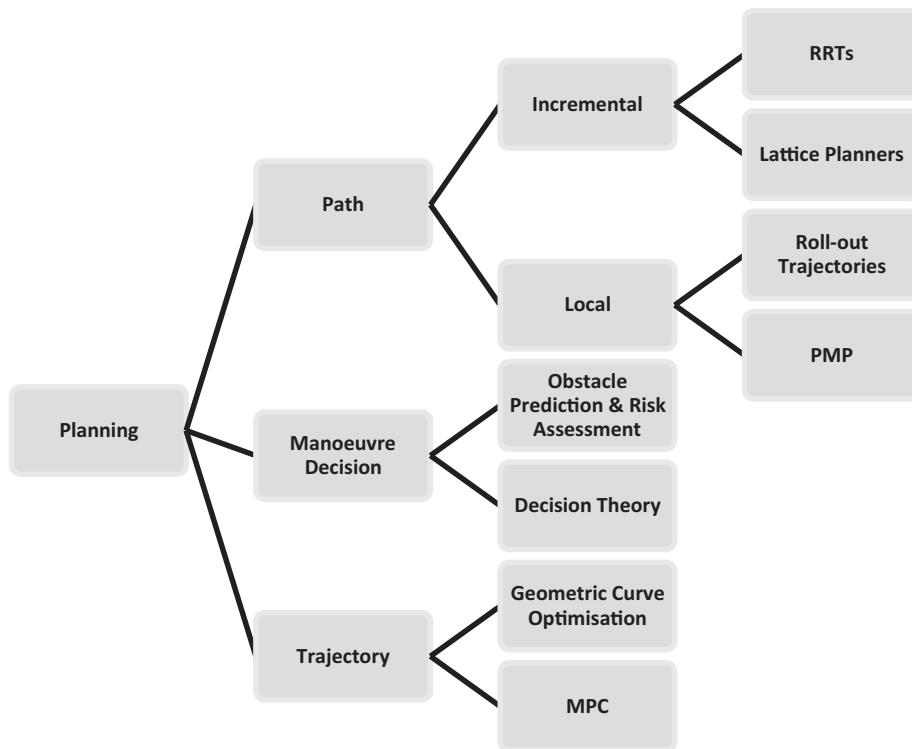 Planning
Path
Incremental
RRTs
Lattice Planners
Local
Roll-out
Trajectories
PMP
Manoeuvre
Decision
Obstacle
Prediction & Risk
Assessment
Decision Theory
Trajectory
Geometric Curve
Optimisation
MPC